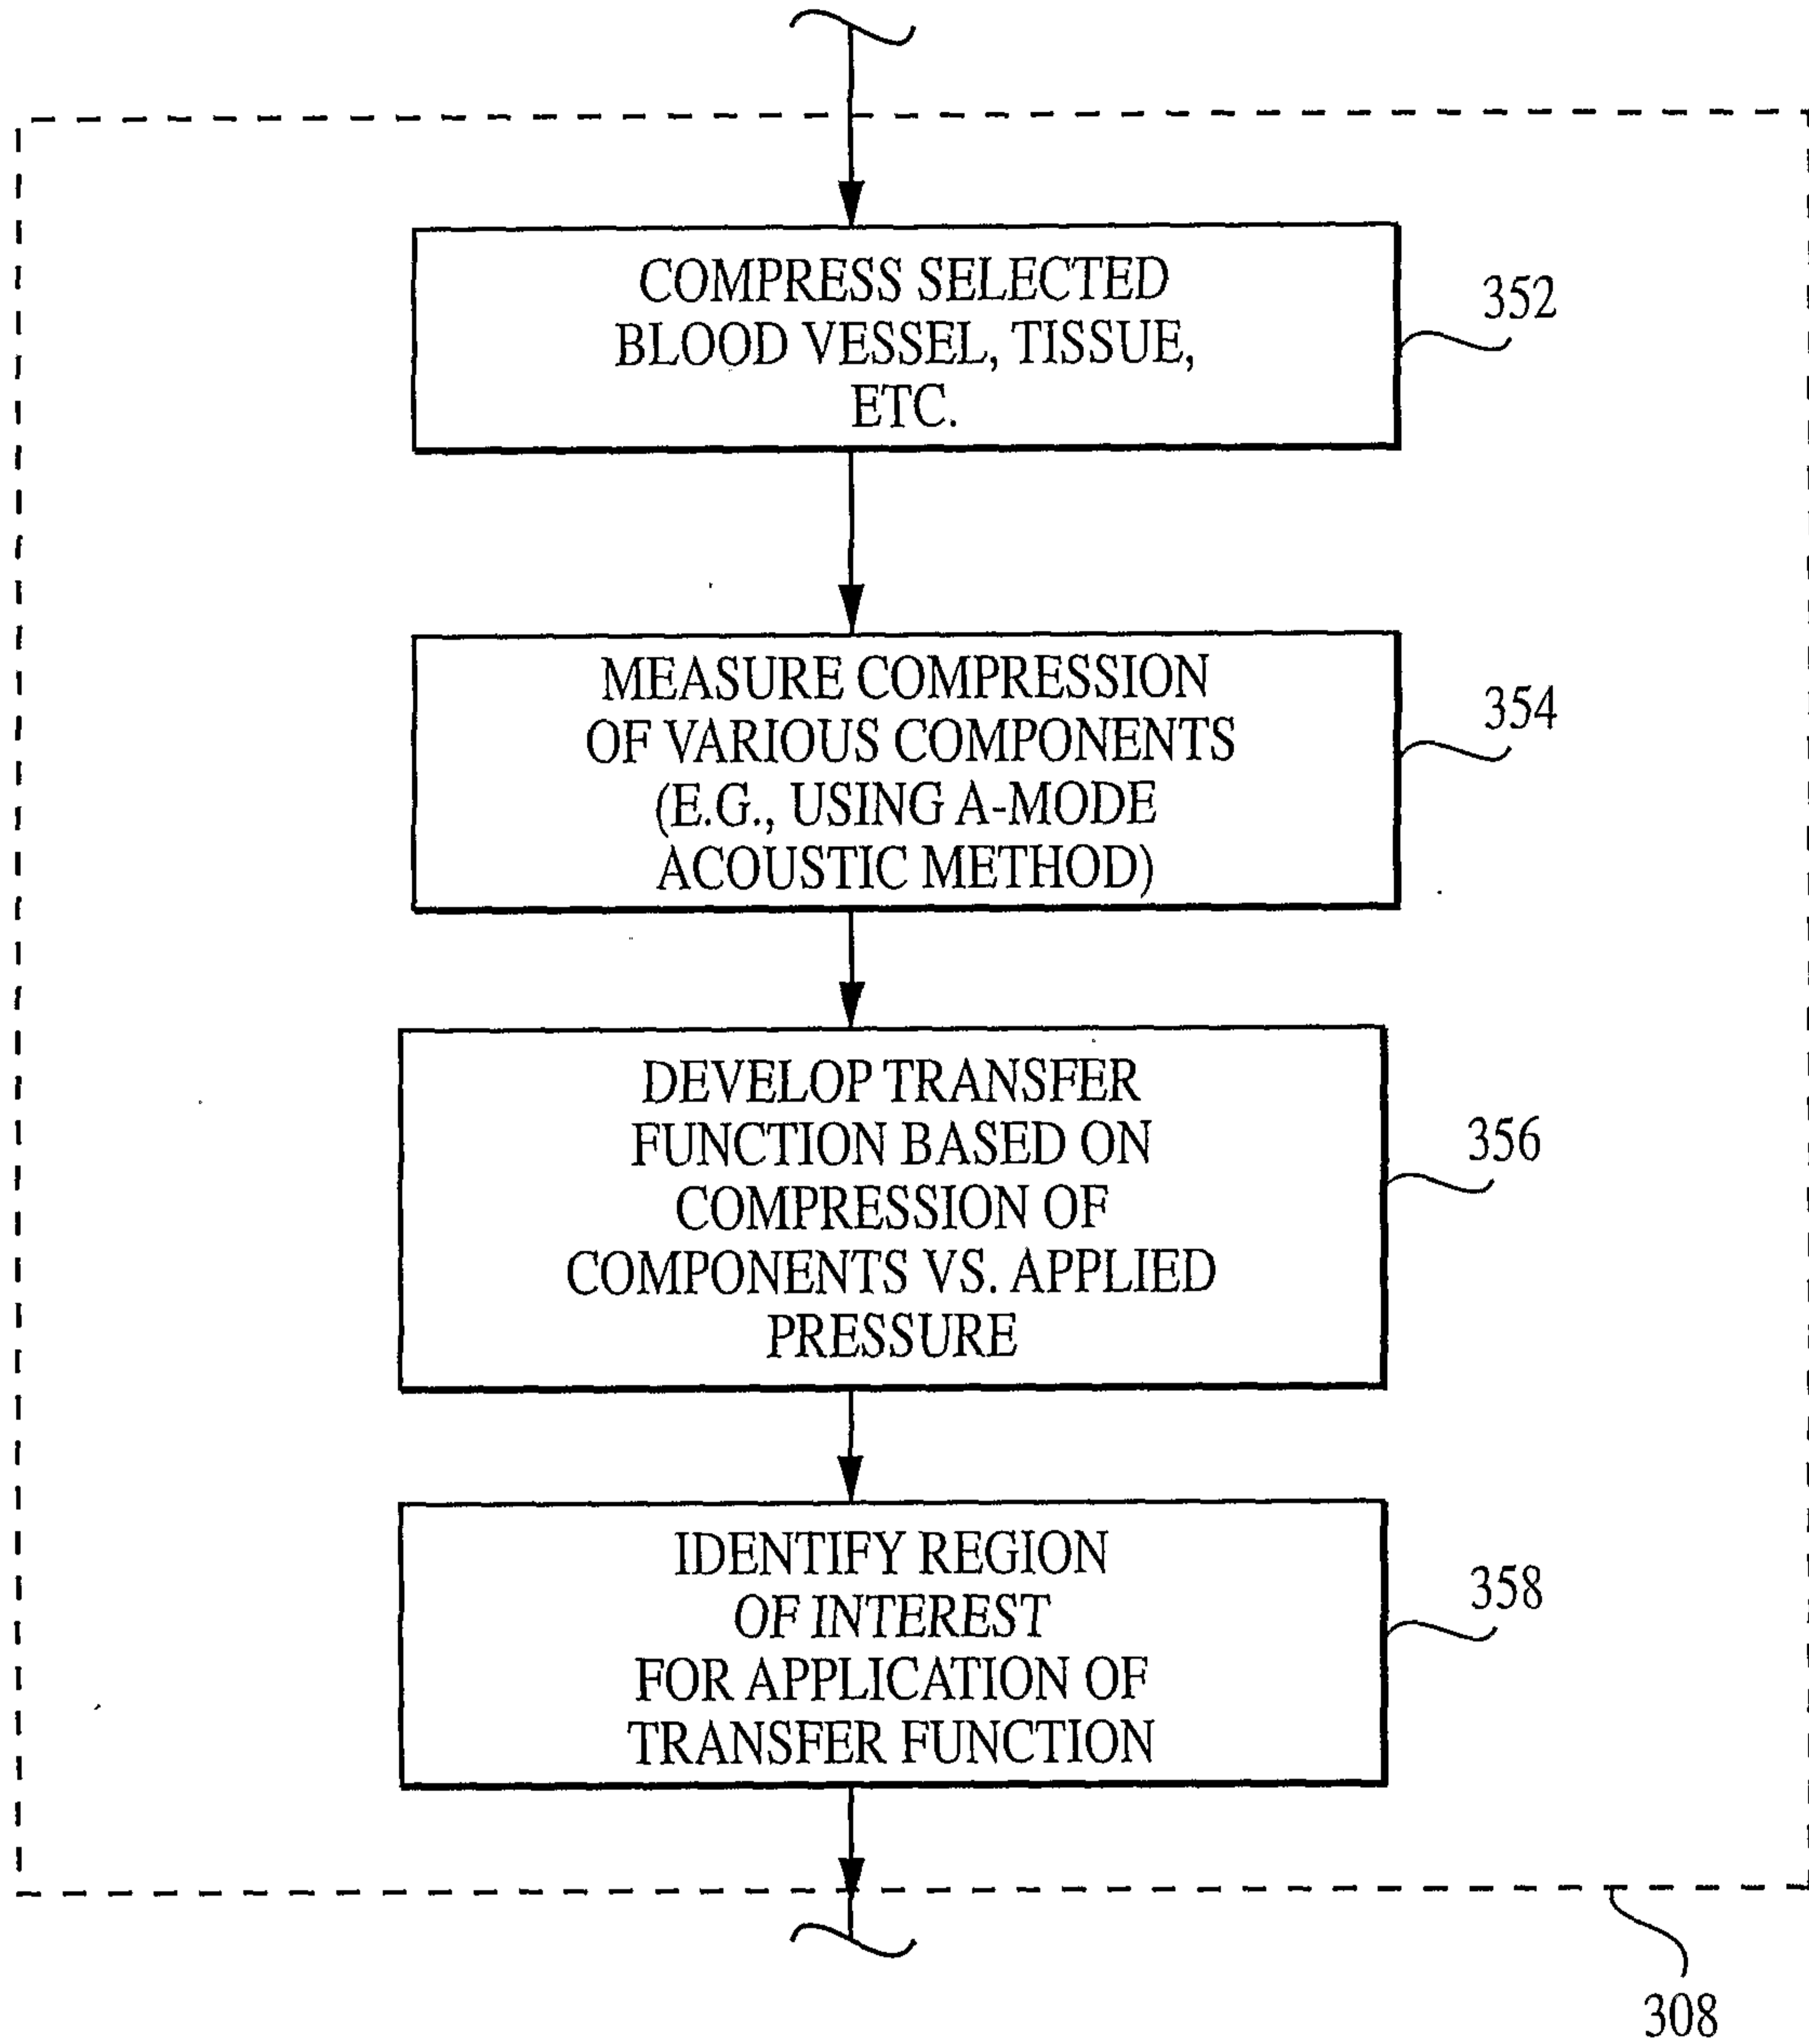 COMPRESS SELECTED
BLOOD VESSEL, TISSUE,
ETC.
352
MEASURE COMPRESSION
OF VARIOUS COMPONENTS
(E.G., USING A-MODE
ACOUSTIC METHOD)
354
DEVELOP TRANSFER
FUNCTION BASED ON
COMPRESSION OF
COMPONENTS VS. APPLIED
PRESSURE
356
IDENTIFY REGION
OF INTEREST
FOR APPLICATION OF
TRANSFER FUNCTION
358
308